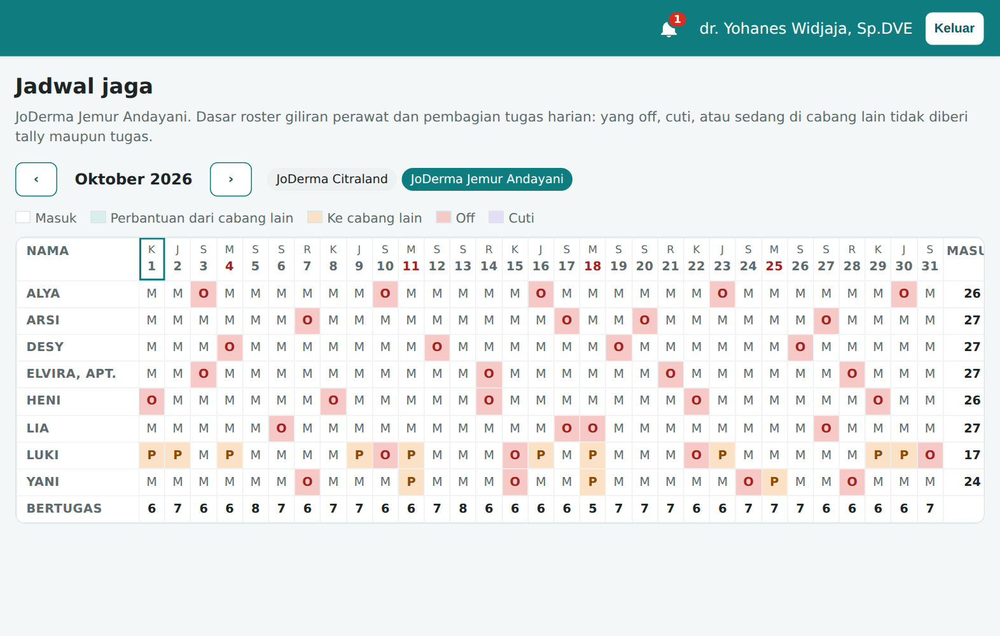 1
dr. Yohanes Widjaja, Sp.DVE
Keluar
Jadwal jaga
JoDerma Jemur Andayani. Dasar roster giliran perawat dan pembagian tugas harian: yang off, cuti, atau sedang di cabang lain tidak diberi
tally maupun tugas.
‹ Oktober 2026 › JoDerma Citraland JoDerma Jemur Andayani
Masuk Perbantuan dari cabang lain Ke cabang lain Off Cuti
NAMA K J S M S S R K J S M S S R K J S M S S R K J S M S S R K J S MASU
1 2 3 4 5 6 7 8 9 10 11 12 13 14 15 16 17 18 19 20 21 22 23 24 25 26 27 28 29 30 31
ALYA M M O M M M M M M O M M M M M O M M M M M M O M M M M M M O M 26
ARSI M M M M M M O M M M M M M M M M O M M O M M M M M M O M M M M 27
DESY M M M O M M M M M M M O M M M M M M O M M M M M M O M M M M M 27
ELVIRA, APT. M M O M M M M M M M M M M O M M M M M M O M M M M M M O M M M 27
HENI O M M M M M M O M M M M M O M M M M M M M O M M M M M M O M M 26
LIA M M M M M O M M M M M M M M M M O O M M M M M M M M O M M M M 27
LUKI P P M P M M M M P O P M M M O P M P M M M O P M M M M M P P O 17
YANI M M M M M M O M M M P M M M O M M P M M M M M O P M M O M M M 24
BERTUGAS 6 7 6 6 8 7 6 7 7 6 6 7 8 6 6 6 6 5 7 7 7 6 6 7 7 7 6 6 6 6 7